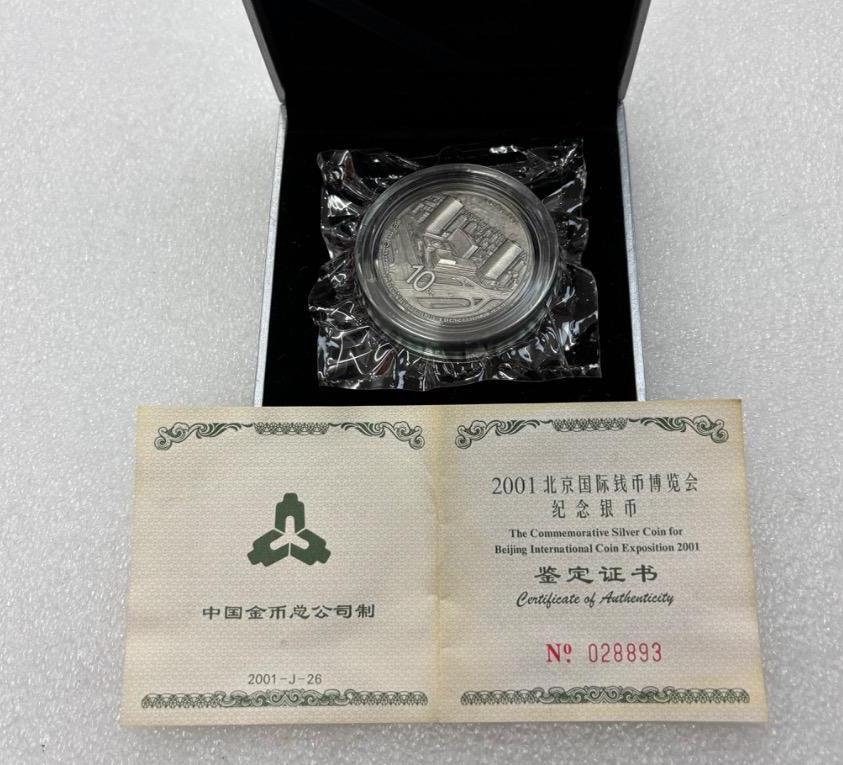 10
中国金币总公司制
2001-J-26
2001北京国际钱币博览会
纪念银币
The Commemorative Silver Coin for
Beijing International Coin Exposition 2001
鉴定证书
Certificate of Authenticity
Nº. 028893